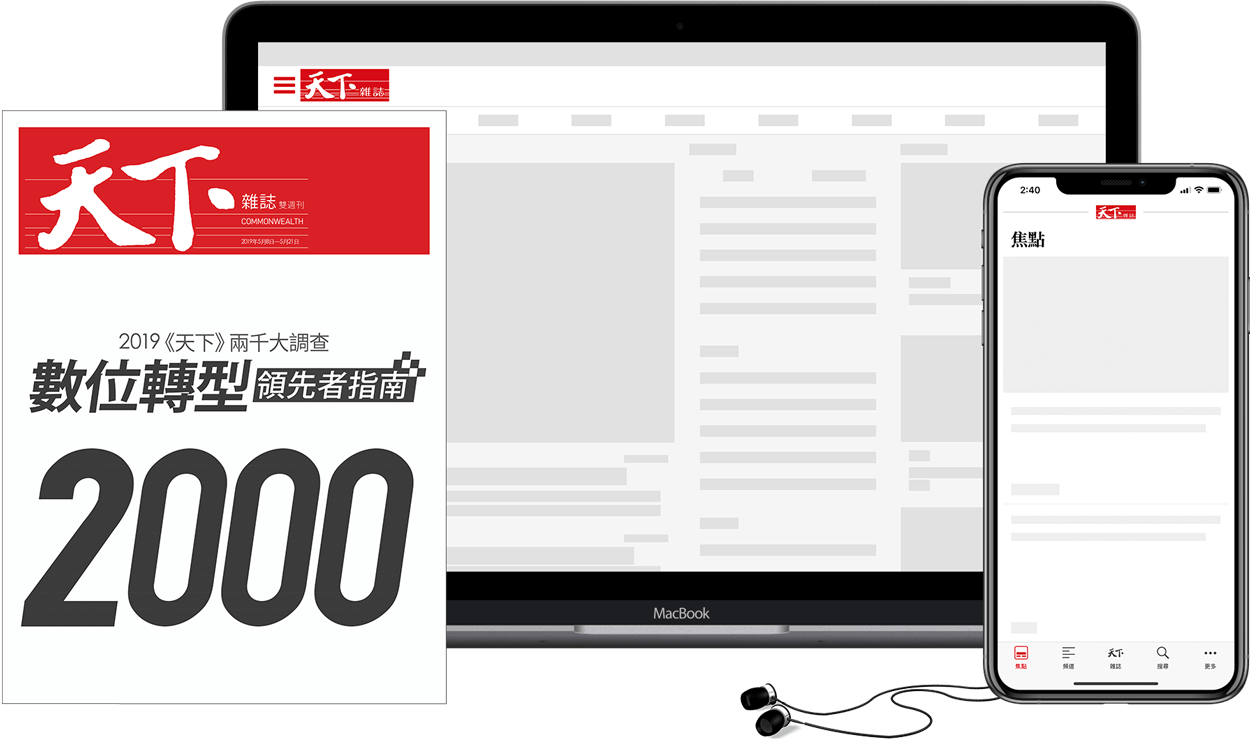 天下雜誌
天下
雜誌 雙週刊
COMMONWEALTH
2019年5月8日—5月21日
2019《天下》兩千大調查
數位轉型 領先者指南
2000
MacBook
2:40
天下雜誌
焦點
焦點 頻道 天下 雜誌 搜尋 更多